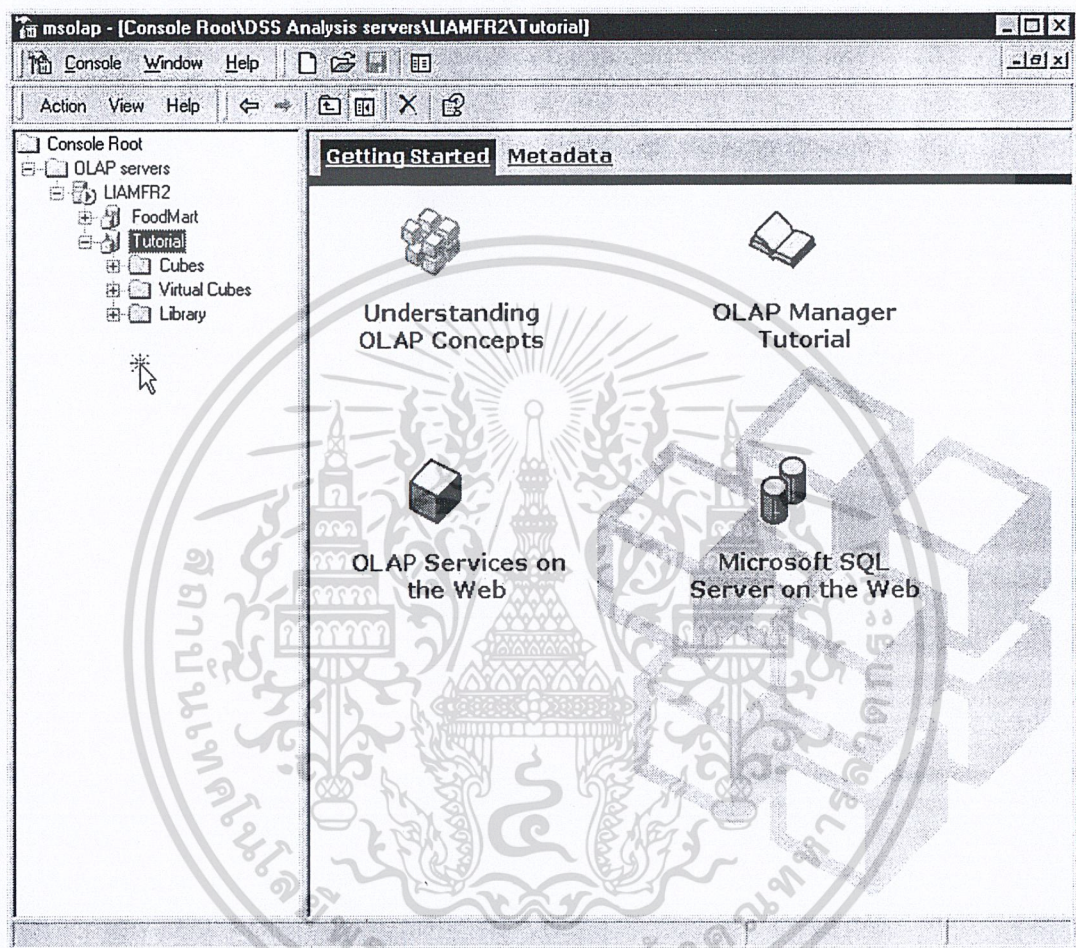 msolap - [Console Root\DSS Analysis servers\LIAMFR2\Tutorial]
Console Window Help
Action View Help
Console Root
OLAP servers
LIAMFR2
FoodMart
Tutorial
Cubes
Virtual Cubes
Library
Getting Started Metadata
Understanding
OLAP Concepts
OLAP Manager
Tutorial
OLAP Services on
the Web
Microsoft SQL
Server on the Web